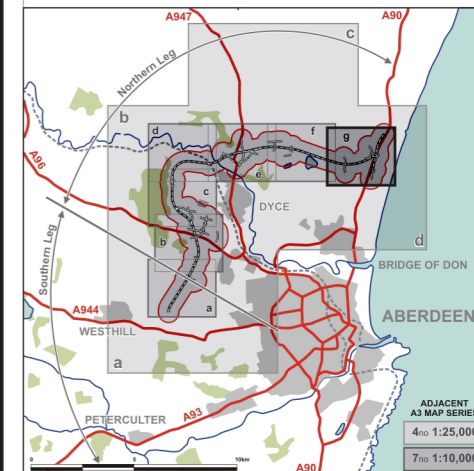 A947
A90
Northern Leg
c
b
d
f
g
A96
e
c
DYCE
b
d
Southern Leg
BRIDGE OF DON
A944
a
ABERDEEN
WESTHILL
a
ADJACENT
A3 MAP SERIES
4no 1:25,000
PETERCULTER
A93
7no 1:10,000
0 10km
A90